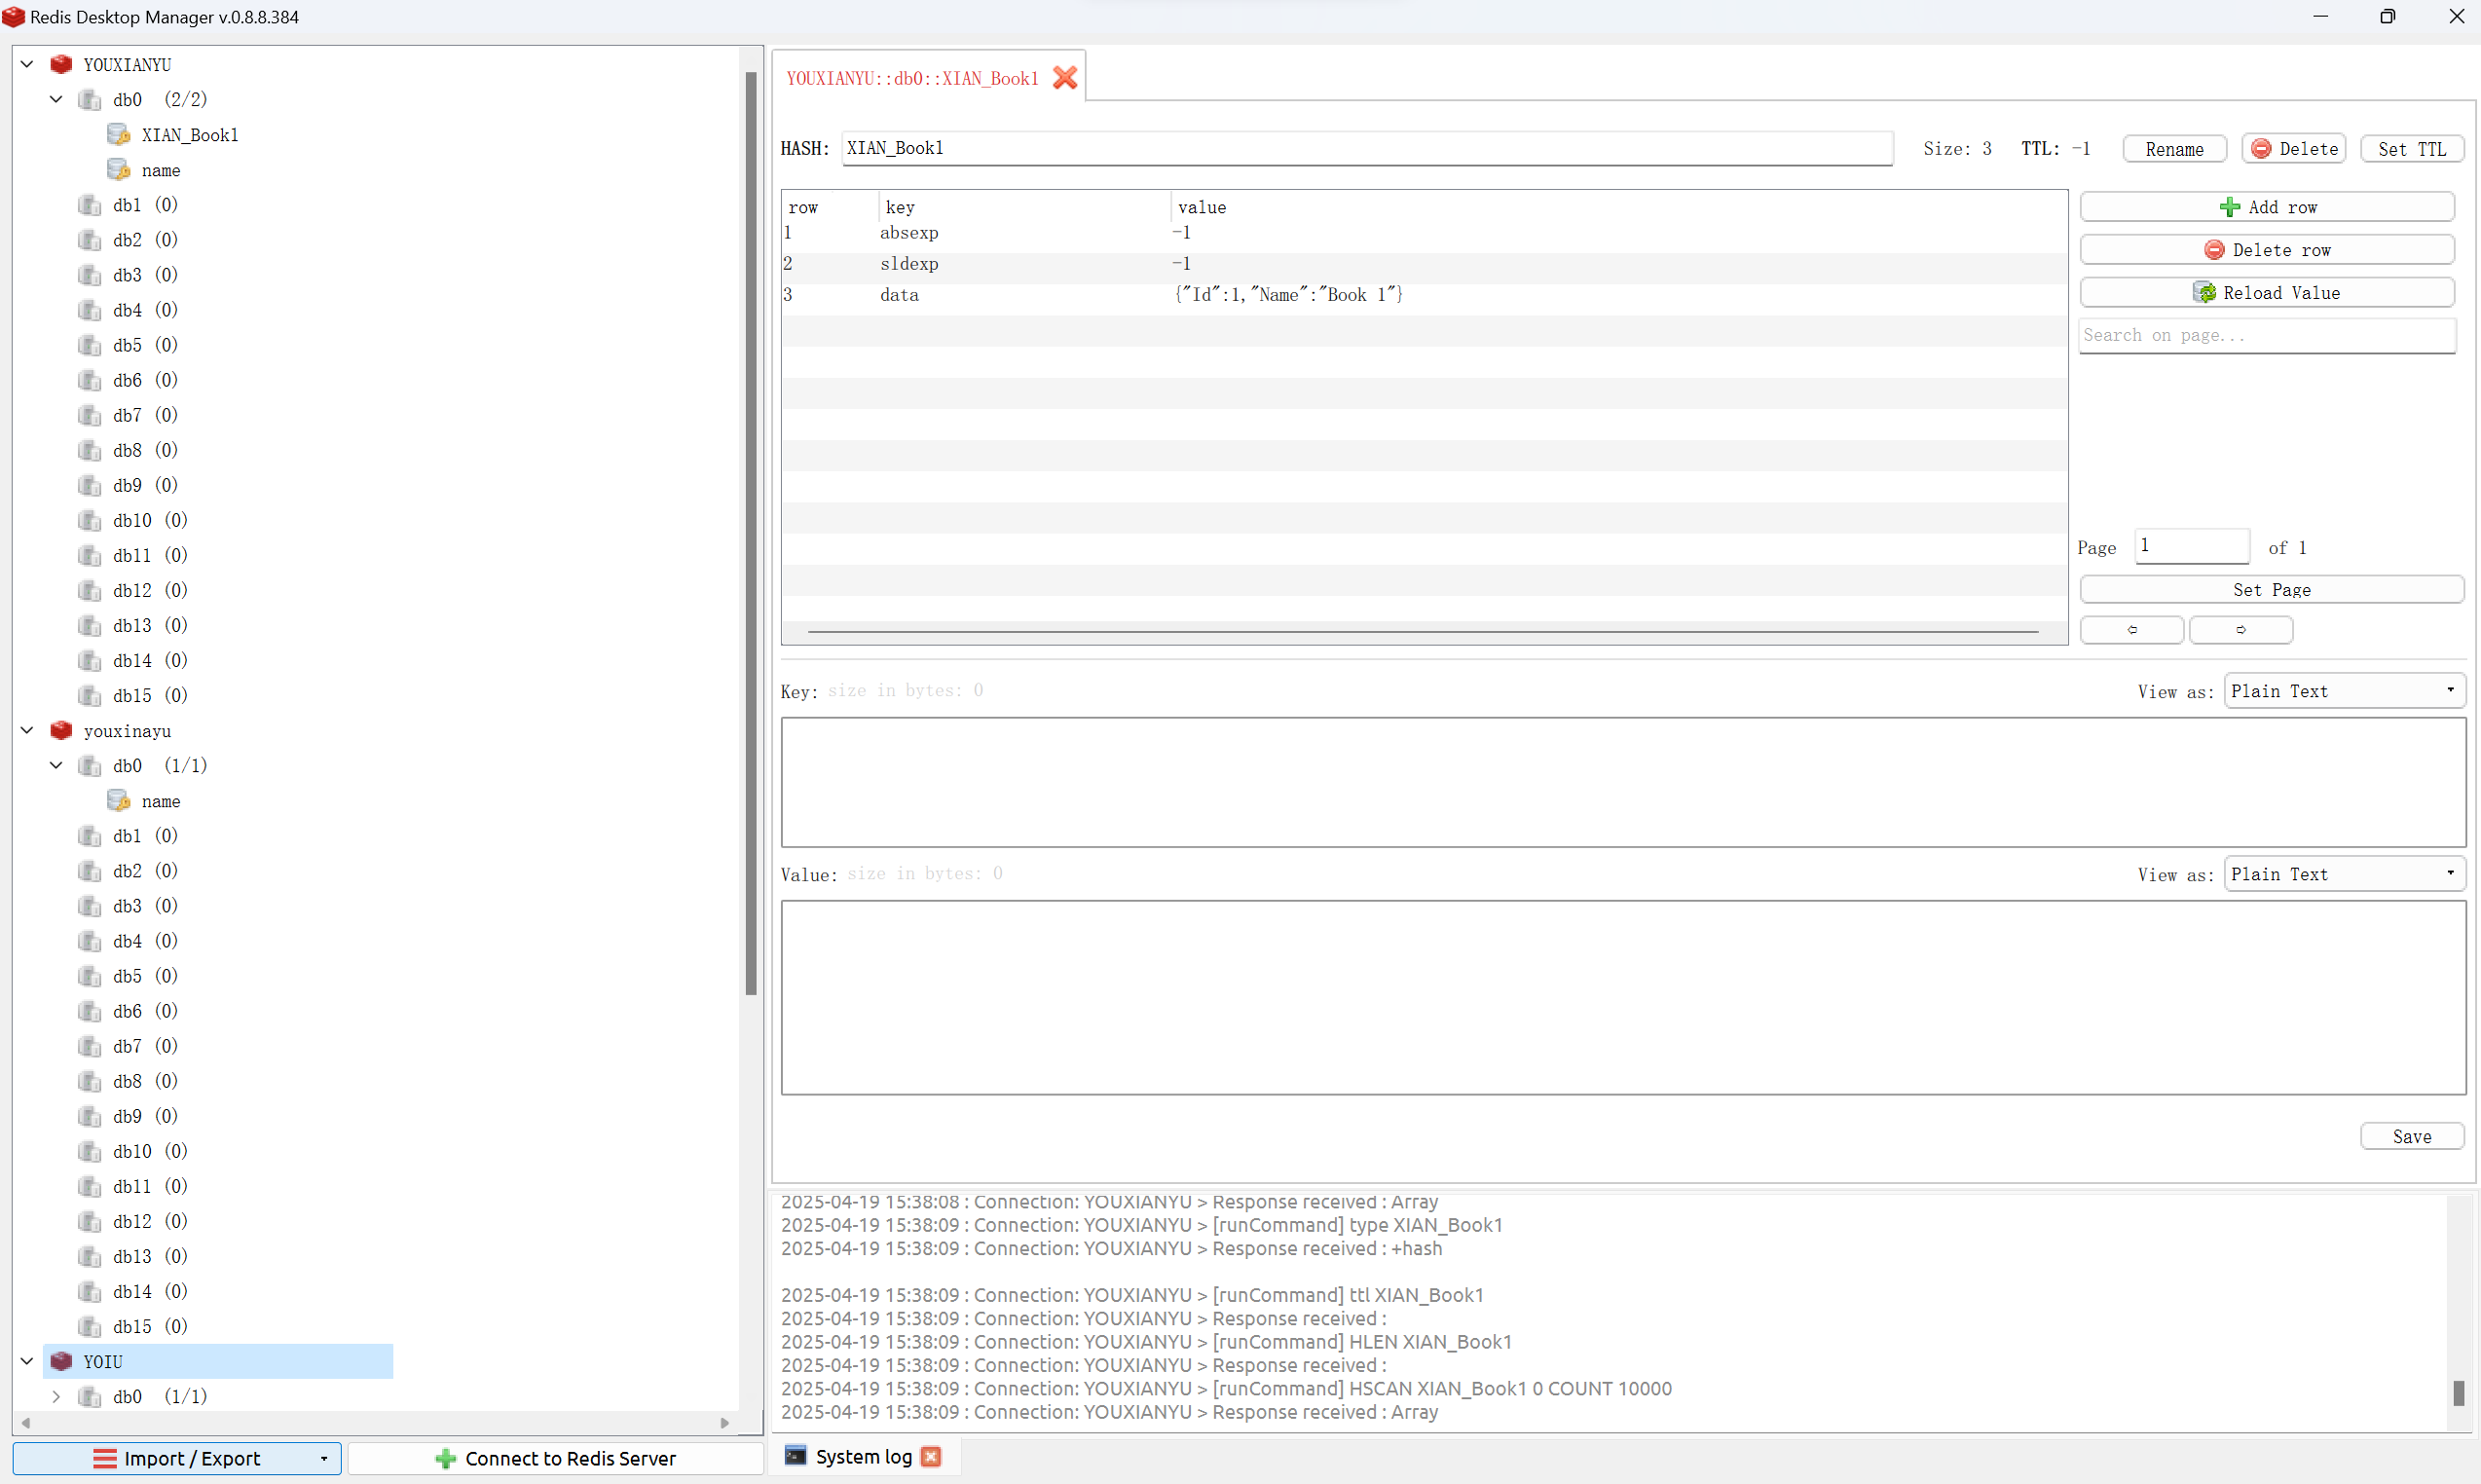 Redis Desktop Manager v.0.8.8.384
YOUXIANYU
db0 (2/2)
XIAN_Book1
name
db1 (0)
db2 (0)
db3 (0)
db4 (0)
db5 (0)
db6 (0)
db7 (0)
db8 (0)
db9 (0)
db10 (0)
db11 (0)
db12 (0)
db13 (0)
db14 (0)
db15 (0)
youxinayu
db0 (1/1)
name
db1 (0)
db2 (0)
db3 (0)
db4 (0)
db5 (0)
db6 (0)
db7 (0)
db8 (0)
db9 (0)
db10 (0)
db11 (0)
db12 (0)
db13 (0)
db14 (0)
db15 (0)
YOIU
db0 (1/1)
Import / Export
Connect to Redis Server
YOUXIANYU::db0::XIAN_Book1
HASH: XIAN_Book1 Size: 3 TTL: -1 Rename Delete Set TTL
row key value
1 absexp -1
2 sldexp -1
3 data {"Id":1,"Name":"Book 1"}
Add row
Delete row
Reload Value
Search on page...
Page 1 of 1
Set Page
Key: size in bytes: 0 View as: Plain Text
Value: size in bytes: 0 View as: Plain Text
Save
2025-04-19 15:38:08 : Connection: YOUXIANYU > Response received : Array
2025-04-19 15:38:09 : Connection: YOUXIANYU > [runCommand] type XIAN_Book1
2025-04-19 15:38:09 : Connection: YOUXIANYU > Response received : +hash
2025-04-19 15:38:09 : Connection: YOUXIANYU > [runCommand] ttl XIAN_Book1
2025-04-19 15:38:09 : Connection: YOUXIANYU > Response received :
2025-04-19 15:38:09 : Connection: YOUXIANYU > [runCommand] HLEN XIAN_Book1
2025-04-19 15:38:09 : Connection: YOUXIANYU > Response received :
2025-04-19 15:38:09 : Connection: YOUXIANYU > [runCommand] HSCAN XIAN_Book1 0 COUNT 10000
2025-04-19 15:38:09 : Connection: YOUXIANYU > Response received : Array
System log